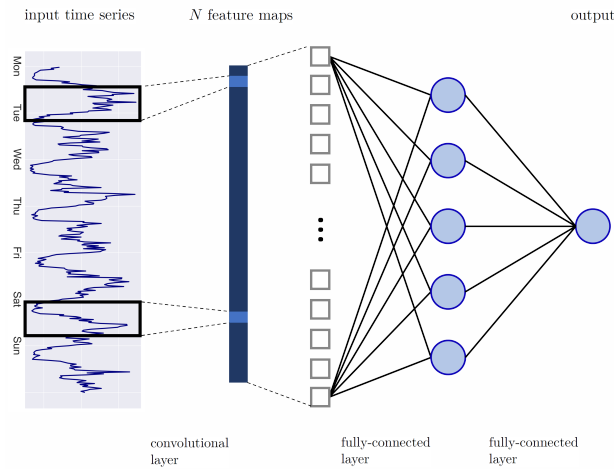 input time series
N feature maps
output
Mon
Tue
Wed
Thu
Fri
Sat
Sun
convolutional
layer
fully-connected
layer
fully-connected
layer